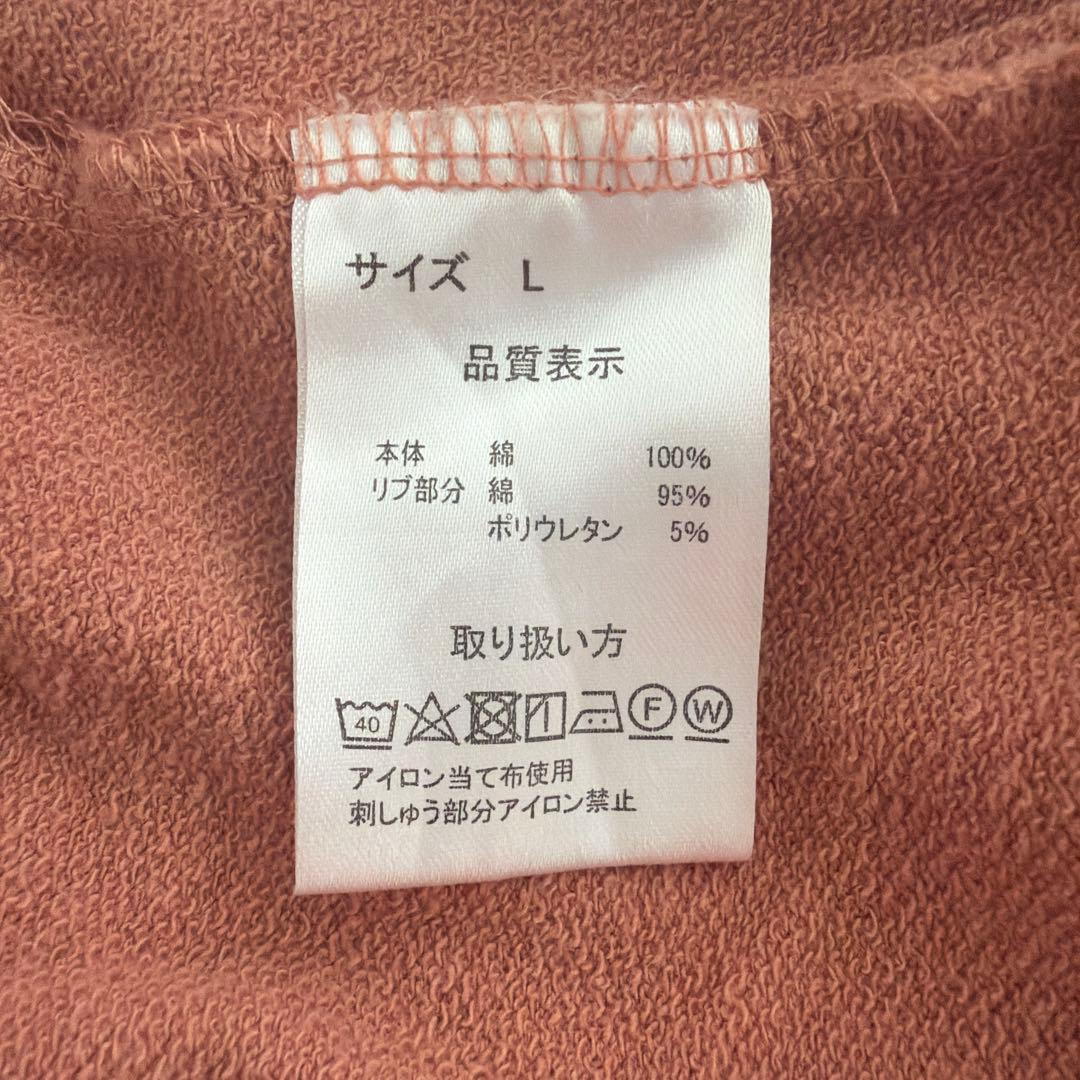 サイズ L
品質表示
本体 綿 100%
リブ部分 綿 95%
ポリウレタン 5%
取り扱い方
40 F W
アイロン当て布使用
刺しゅう部分アイロン禁止